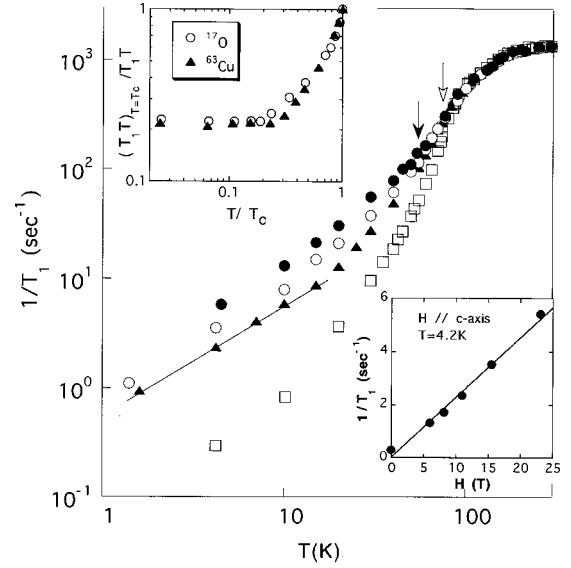 (T₁T)T=Tc /T₁T
1
0.1
○ ¹⁷O
▲ ⁶³Cu
0.1
1
T/ T_C
1/T₁ (sec⁻¹)
10³
10²
10¹
10⁰
10⁻¹
1
10
100
T(K)
1/T₁ (sec⁻¹)
6
4
2
0
H // c-axis
T=4.2K
0
5
10
15
20
25
H (T)